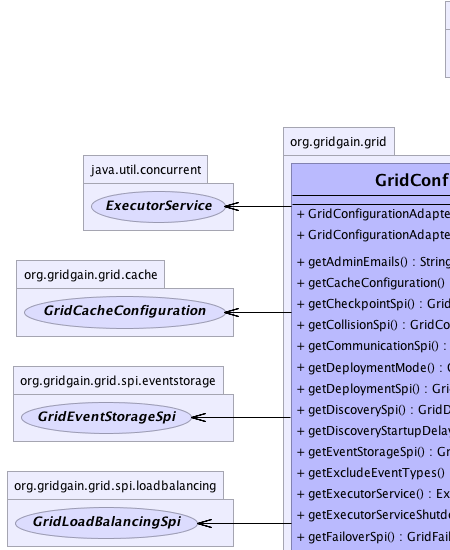 org.gridgain.grid
java.util.concurrent
ExecutorService
org.gridgain.grid.cache
GridCacheConfiguration
org.gridgain.grid.spi.eventstorage
GridEventStorageSpi
org.gridgain.grid.spi.loadbalancing
GridLoadBalancingSpi
GridConf
+ GridConfigurationAdapte
+ GridConfigurationAdapte
+ getAdminEmails() : String
+ getCacheConfiguration()
+ getCheckpointSpi() : Grid
+ getCollisionSpi() : GridCo
+ getCommunicationSpi() :
+ getDeploymentMode() : G
+ getDeploymentSpi() : Gri
+ getDiscoverySpi() : GridD
+ getDiscoveryStartupDelay
+ getEventStorageSpi() : Gr
+ getExcludeEventTypes()
+ getExecutorService() : Ex
+ getExecutorServiceShutd
+ getFailoverSpi() : GridFail